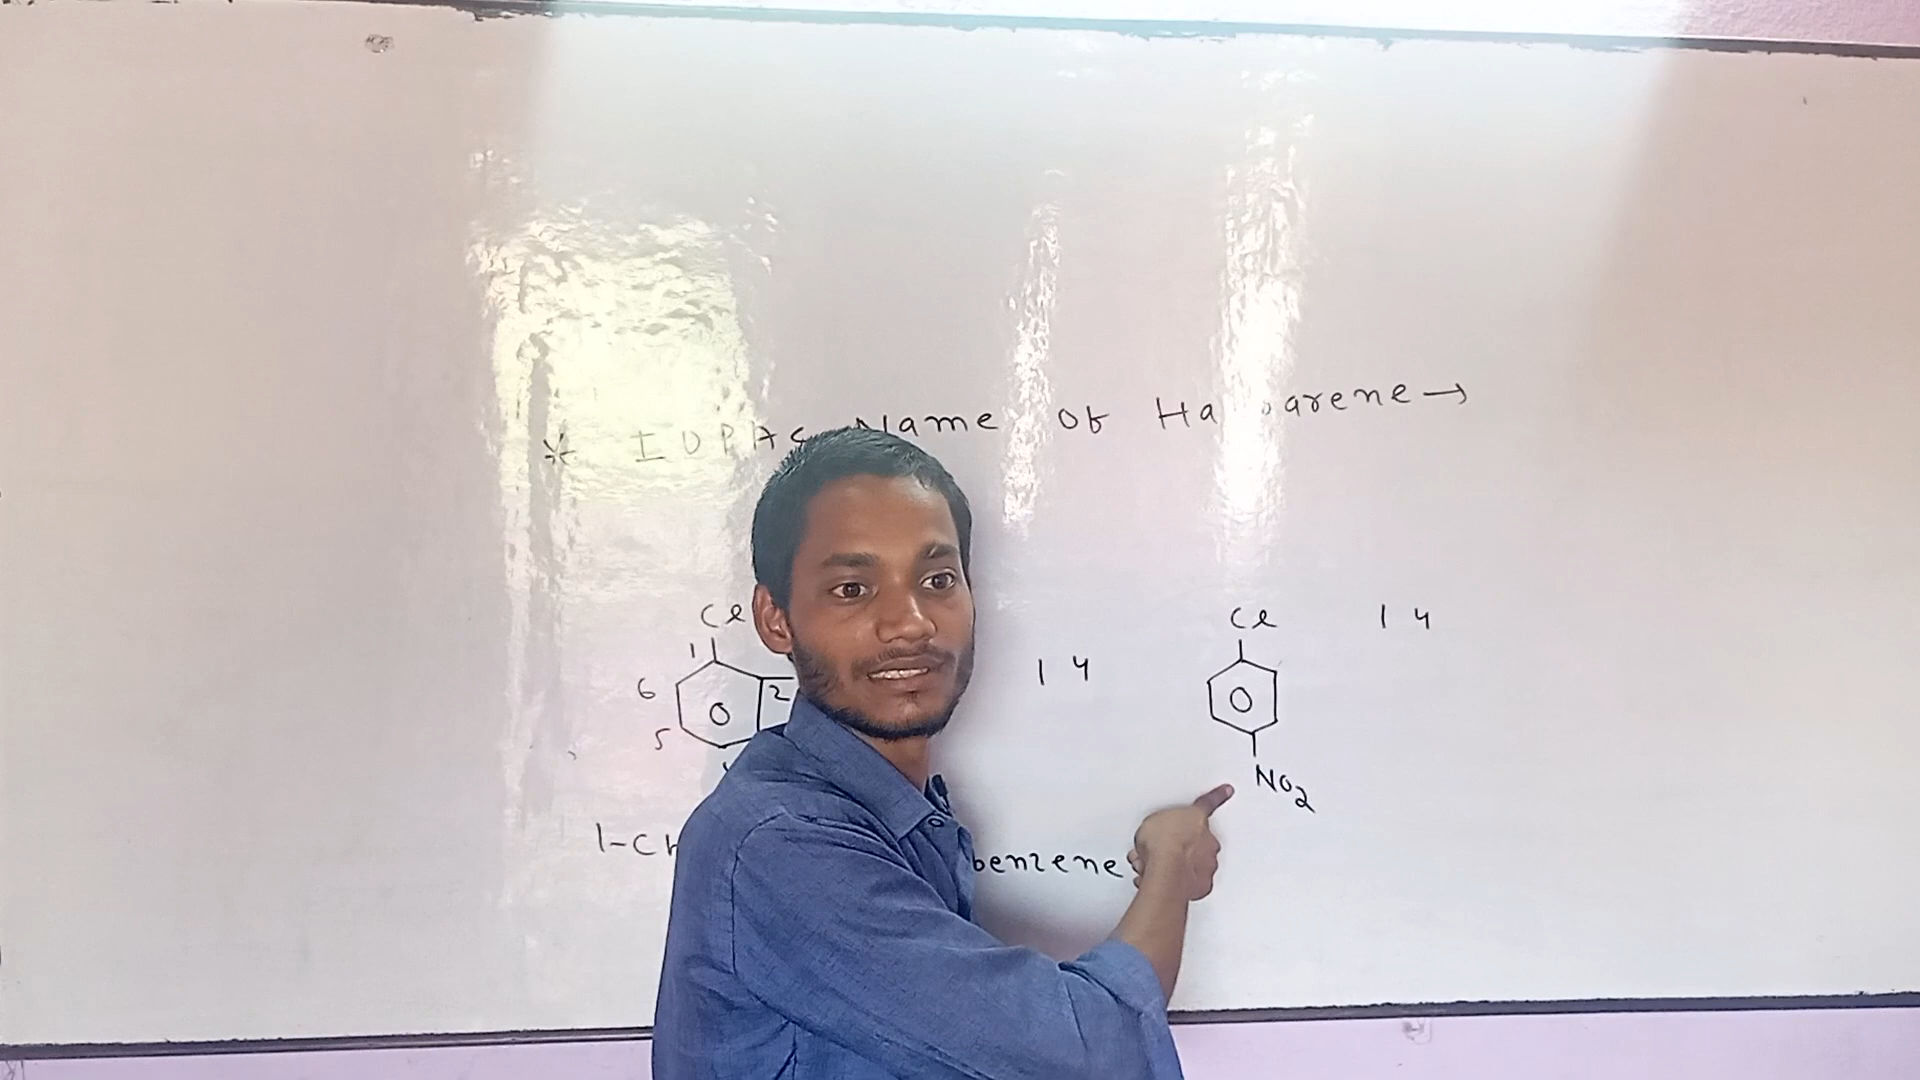 * IUPAC Name Of Ha arene →
Cl
1
6
2
5
1 4
Cl
NO2
1 4
1-Ch
benzene